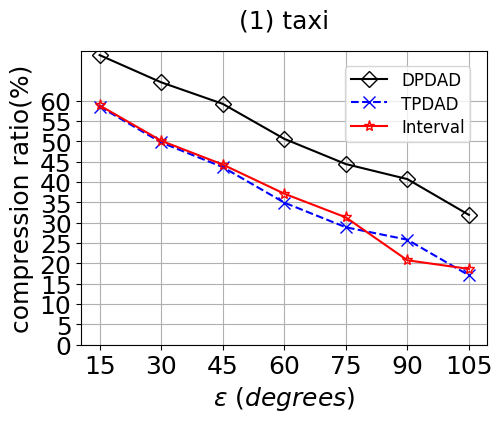 (1) taxi
compression ratio(%)
60
55
50
45
40
35
30
25
20
15
10
5
0
DPDAD
TPDAD
Interval
15 30 45 60 75 90 105
ε (degrees)